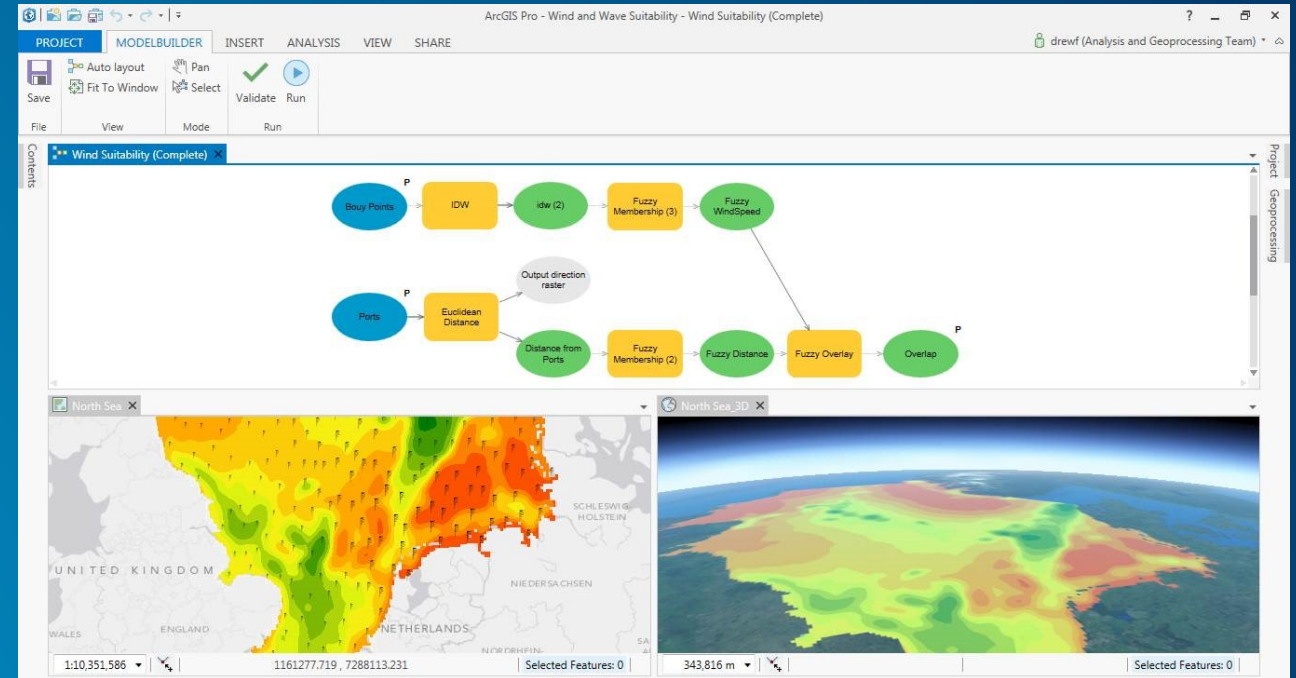 ArcGIS Pro - Wind and Wave Suitability - Wind Suitability (Complete)
?
PROJECT MODELBUILDER INSERT ANALYSIS VIEW SHARE
drewf (Analysis and Geoprocessing Team)
Save
Auto layout
Fit To Window
Pan
Select
Validate
Run
File View Mode Run
Contents
Wind Suitability (Complete)
Project
Geoprocessing
Bouy Points
P
IDW
idw (2)
Fuzzy
Membership (3)
Fuzzy
WindSpeed
Output direction
raster
Ports
P
Euclidean
Distance
Distance from
Ports
Fuzzy
Membership (2)
Fuzzy Distance
Fuzzy Overlay
Overlap
P
North Sea
SCHLESWIG
HOLSTEIN
UNITED KINGDOM
NIEDERSACHSEN
WALES
ENGLAND
NETHERLANDS
NORDRHEIN-
SA
1:10,351,586
1161277.719 , 7288113.231
Selected Features: 0
North Sea_3D
343,816 m
Selected Features: 0